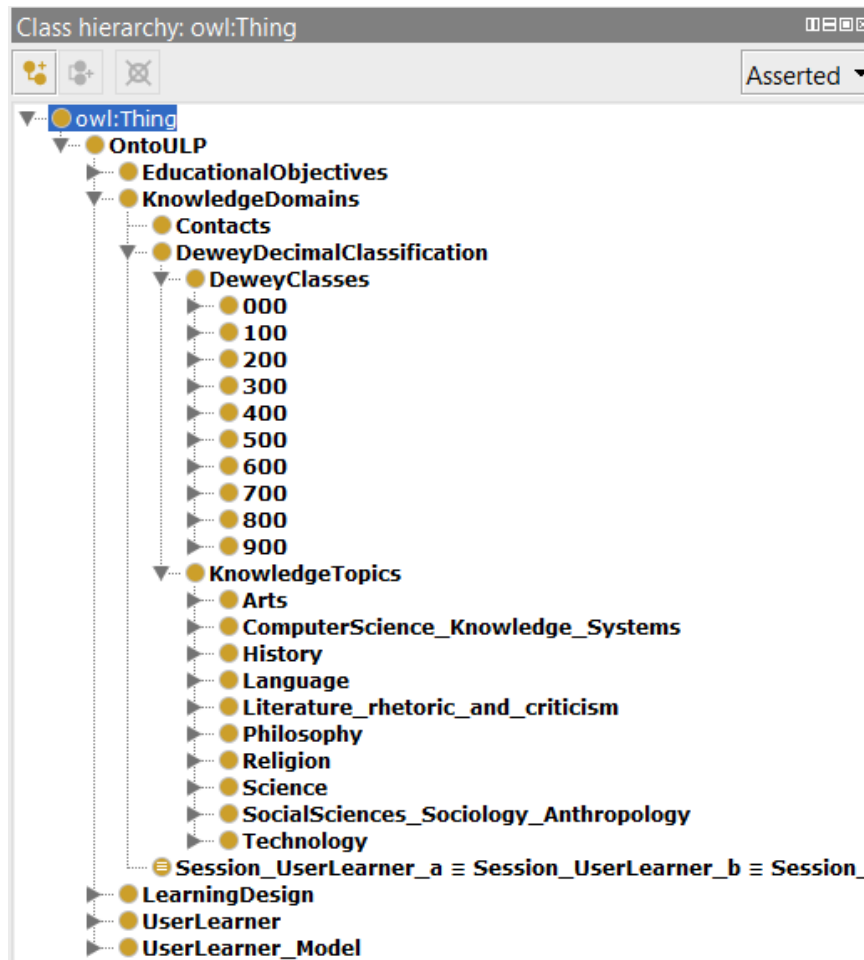 Class hierarchy: owl:Thing
Asserted
owl:Thing
OntoULP
EducationalObjectives
KnowledgeDomains
Contacts
DeweyDecimalClassification
DeweyClasses
000
100
200
300
400
500
600
700
800
900
KnowledgeTopics
Arts
ComputerScience_Knowledge_Systems
History
Language
Literature_rhetoric_and_criticism
Philosophy
Religion
Science
SocialSciences_Sociology_Anthropology
Technology
Session_UserLearner_a ≡ Session_UserLearner_b ≡ Session_
LearningDesign
UserLearner
UserLearner_Model